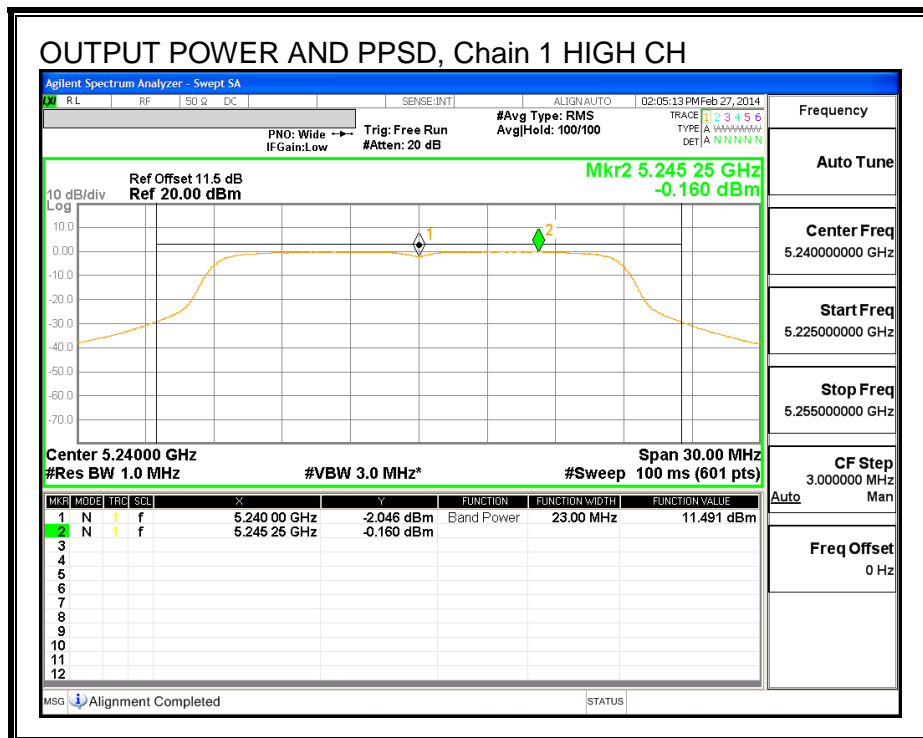 OUTPUT POWER AND PPSD, Chain 1 HIGH CH
Agilent Spectrum Analyzer - Swept SA
LXI RL RF 50 Ω DC SENSE:INT ALIGN AUTO 02:05:13 PM Feb 27, 2014
PNO: Wide Trig: Free Run #Avg Type: RMS TRACE 1 2 3 4 5 6
IFGain:Low #Atten: 20 dB Avg|Hold: 100/100 TYPE A WWWWW
DET A N N N N N
Mkr2 5.245 25 GHz
-0.160 dBm
Ref Offset 11.5 dB
10 dB/div Ref 20.00 dBm
Log
10.0
0.00
-10.0
-20.0
-30.0
-40.0
-50.0
-60.0
-70.0
1
2
Center 5.24000 GHz Span 30.00 MHz
#Res BW 1.0 MHz #VBW 3.0 MHz* #Sweep 100 ms (601 pts)
MKR MODE TRC SCL X Y FUNCTION FUNCTION WIDTH FUNCTION VALUE
1 N 1 f 5.240 00 GHz -2.046 dBm Band Power 23.00 MHz 11.491 dBm
2 N 1 f 5.245 25 GHz -0.160 dBm
3
4
5
6
7
8
9
10
11
12
MSG Alignment Completed STATUS
Frequency
Auto Tune
Center Freq
5.240000000 GHz
Start Freq
5.225000000 GHz
Stop Freq
5.255000000 GHz
CF Step
3.000000 MHz
Auto Man
Freq Offset
0 Hz